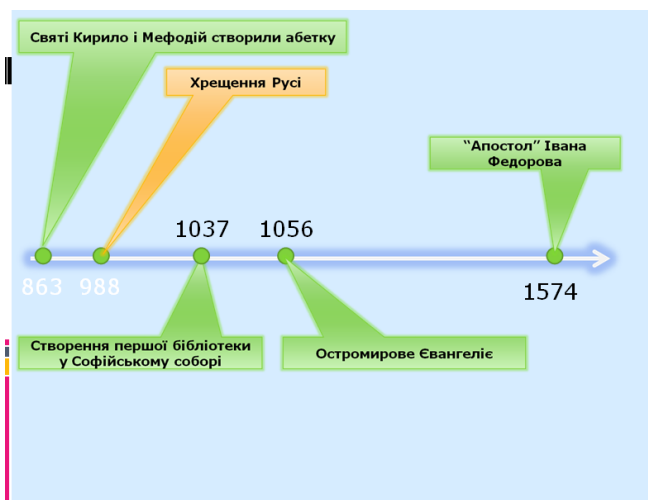 Святі Кирило і Мефодій створили абетку
Хрещення Русі
“Апостол” Івана
Федорова
1037
1056
863
988
1574
Створення першої бібліотеки
у Софійському соборі
Остромирове Євангеліє